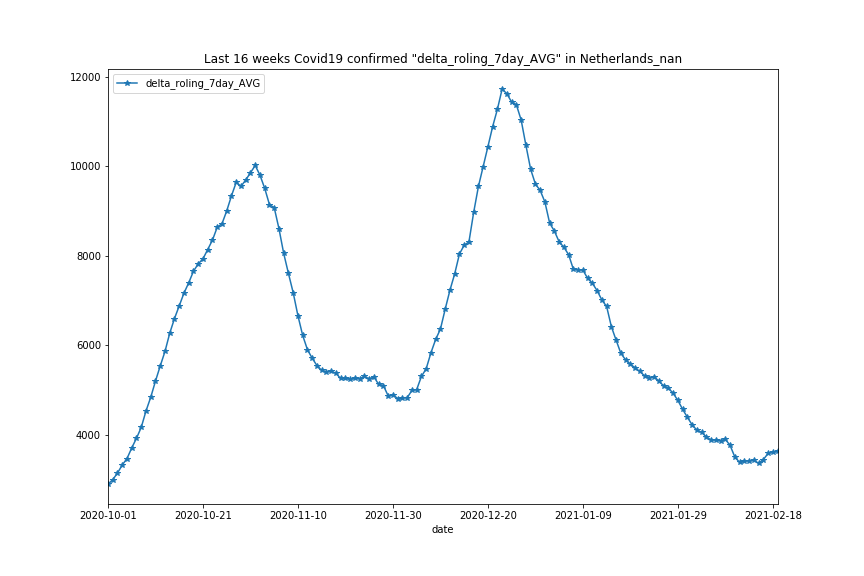 Last 16 weeks Covid19 confirmed "delta_roling_7day_AVG" in Netherlands_nan
delta_roling_7day_AVG
12000
10000
8000
6000
4000
2020-10-01 2020-10-21 2020-11-10 2020-11-30 2020-12-20 2021-01-09 2021-01-29 2021-02-18
date